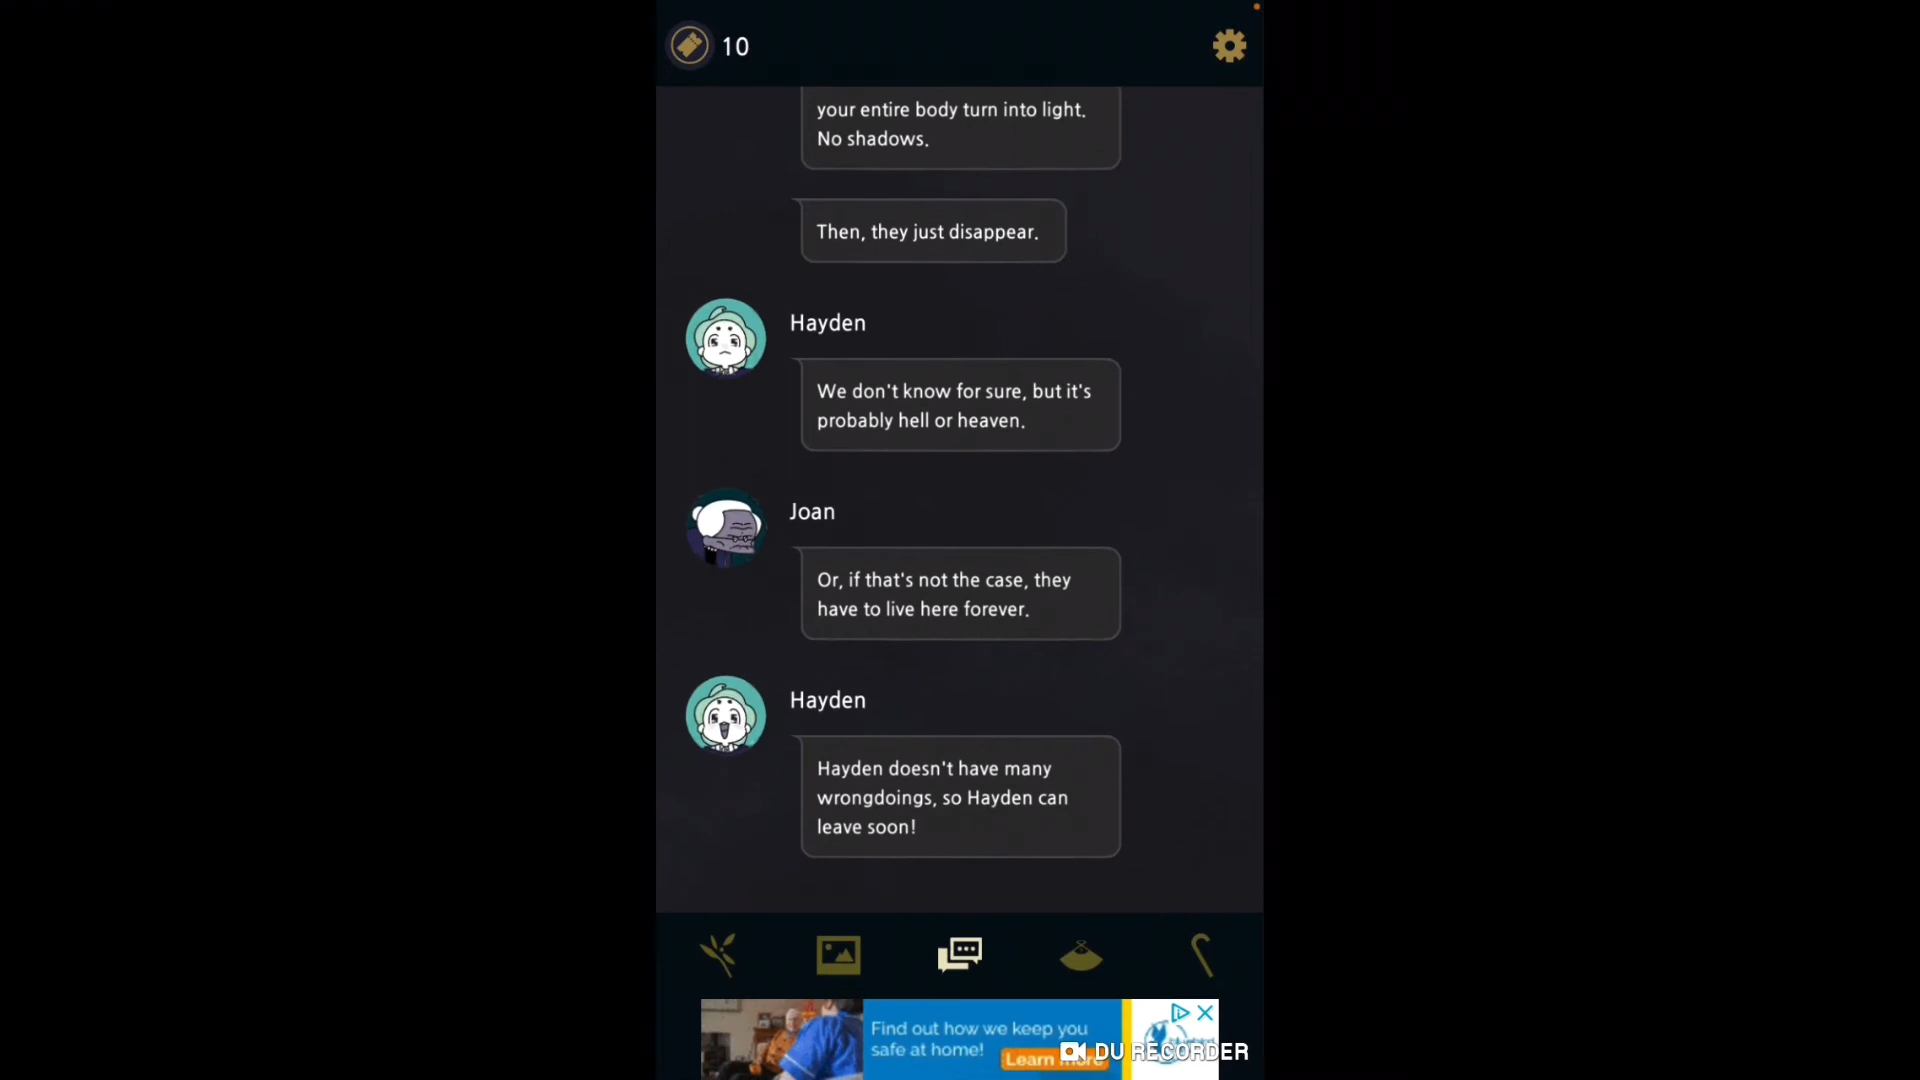 10
your entire body turn into light.
No shadows.
Then, they just disappear.
Hayden
We don't know for sure, but it's
probably hell or heaven.
Joan
Or, if that's not the case, they
have to live here forever.
Hayden
Hayden doesn't have many
wrongdoings, so Hayden can
leave soon!
Find out how we keep you
safe at home!
Learn more
DU RECORDER